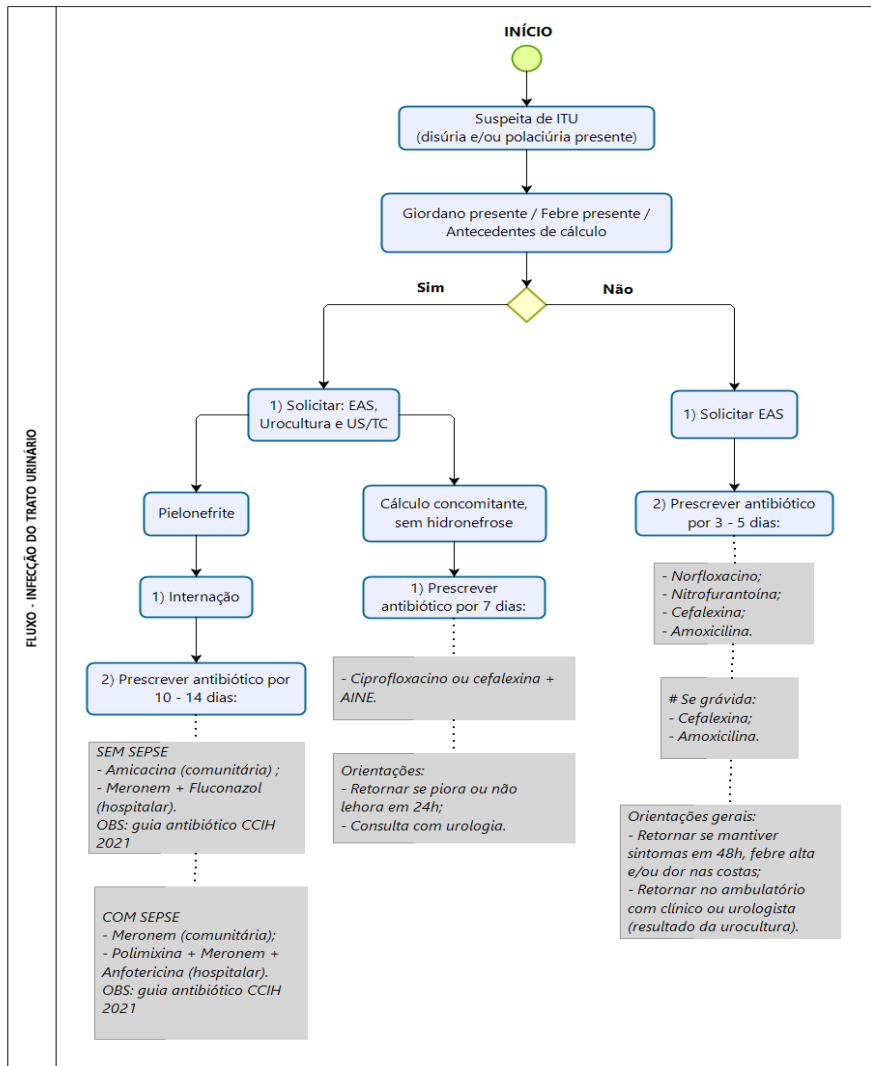 FLUXO - INFECÇÃO DO TRATO URINÁRIO
INÍCIO
Suspeita de ITU
(disúria e/ou polaciúria presente)
Giordano presente / Febre presente /
Antecedentes de cálculo
Sim
Não
1) Solicitar: EAS,
Urocultura e US/TC
Pielonefrite
1) Internação
2) Prescrever antibiótico por
10 - 14 dias:
SEM SEPSE
- Amicacina (comunitária) ;
- Meronem + Fluconazol
(hospitalar).
OBS: guia antibiótico CCIH
2021
COM SEPSE
- Meronem (comunitária);
- Polimixina + Meronem +
Anfotericina (hospitalar).
OBS: guia antibiótico CCIH
2021
Cálculo concomitante,
sem hidronefrose
1) Prescrever
antibiótico por 7 dias:
- Ciprofloxacino ou cefalexina +
AINE.
Orientações:
- Retornar se piora ou não
lehora em 24h;
- Consulta com urologia.
1) Solicitar EAS
2) Prescrever antibiótico
por 3 - 5 dias:
- Norfloxacino;
- Nitrofurantoína;
- Cefalexina;
- Amoxicilina.
# Se grávida:
- Cefalexina;
- Amoxicilina.
Orientações gerais:
- Retornar se mantiver
sintomas em 48h, febre alta
e/ou dor nas costas;
- Retornar no ambulatório
com clínico ou urologista
(resultado da urocultura).